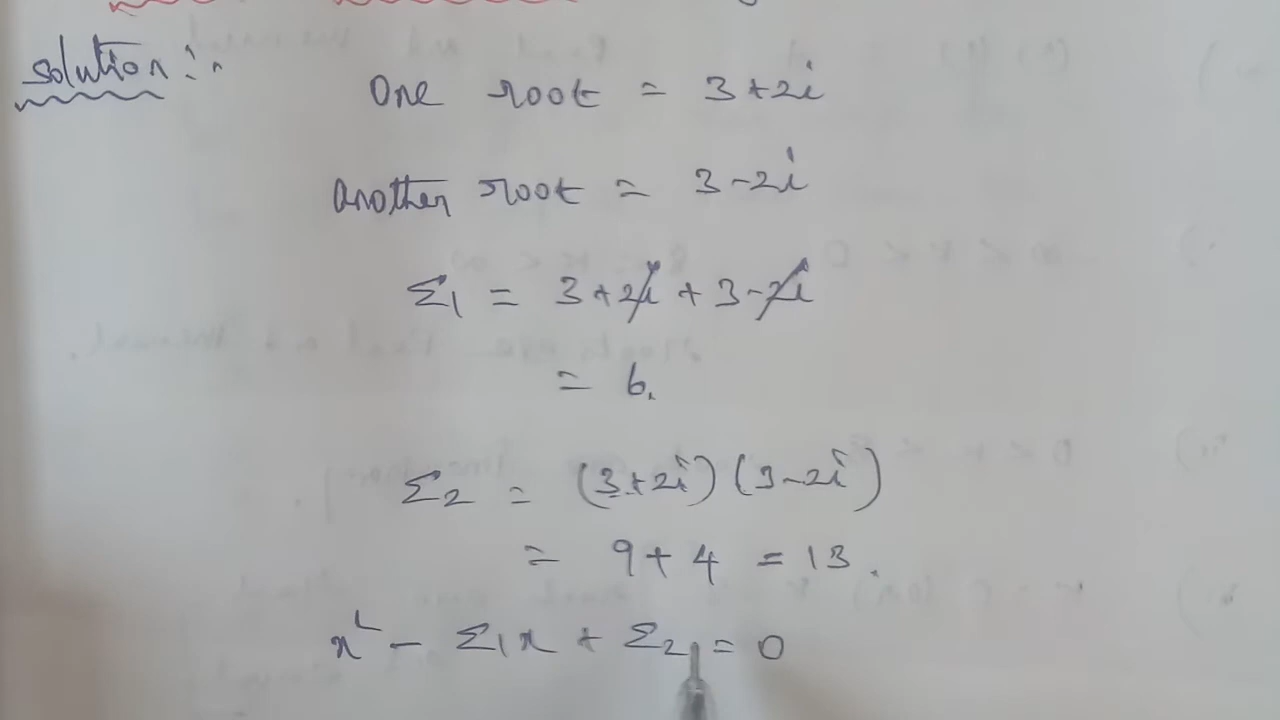 solution:-
One root = 3+2i
another root = 3-2i
Σ1 = 3+2i + 3-2i
= 6.
Σ2 = (3+2i) (3-2i)
= 9+4 = 13.
x² - Σ1x + Σ2 = 0